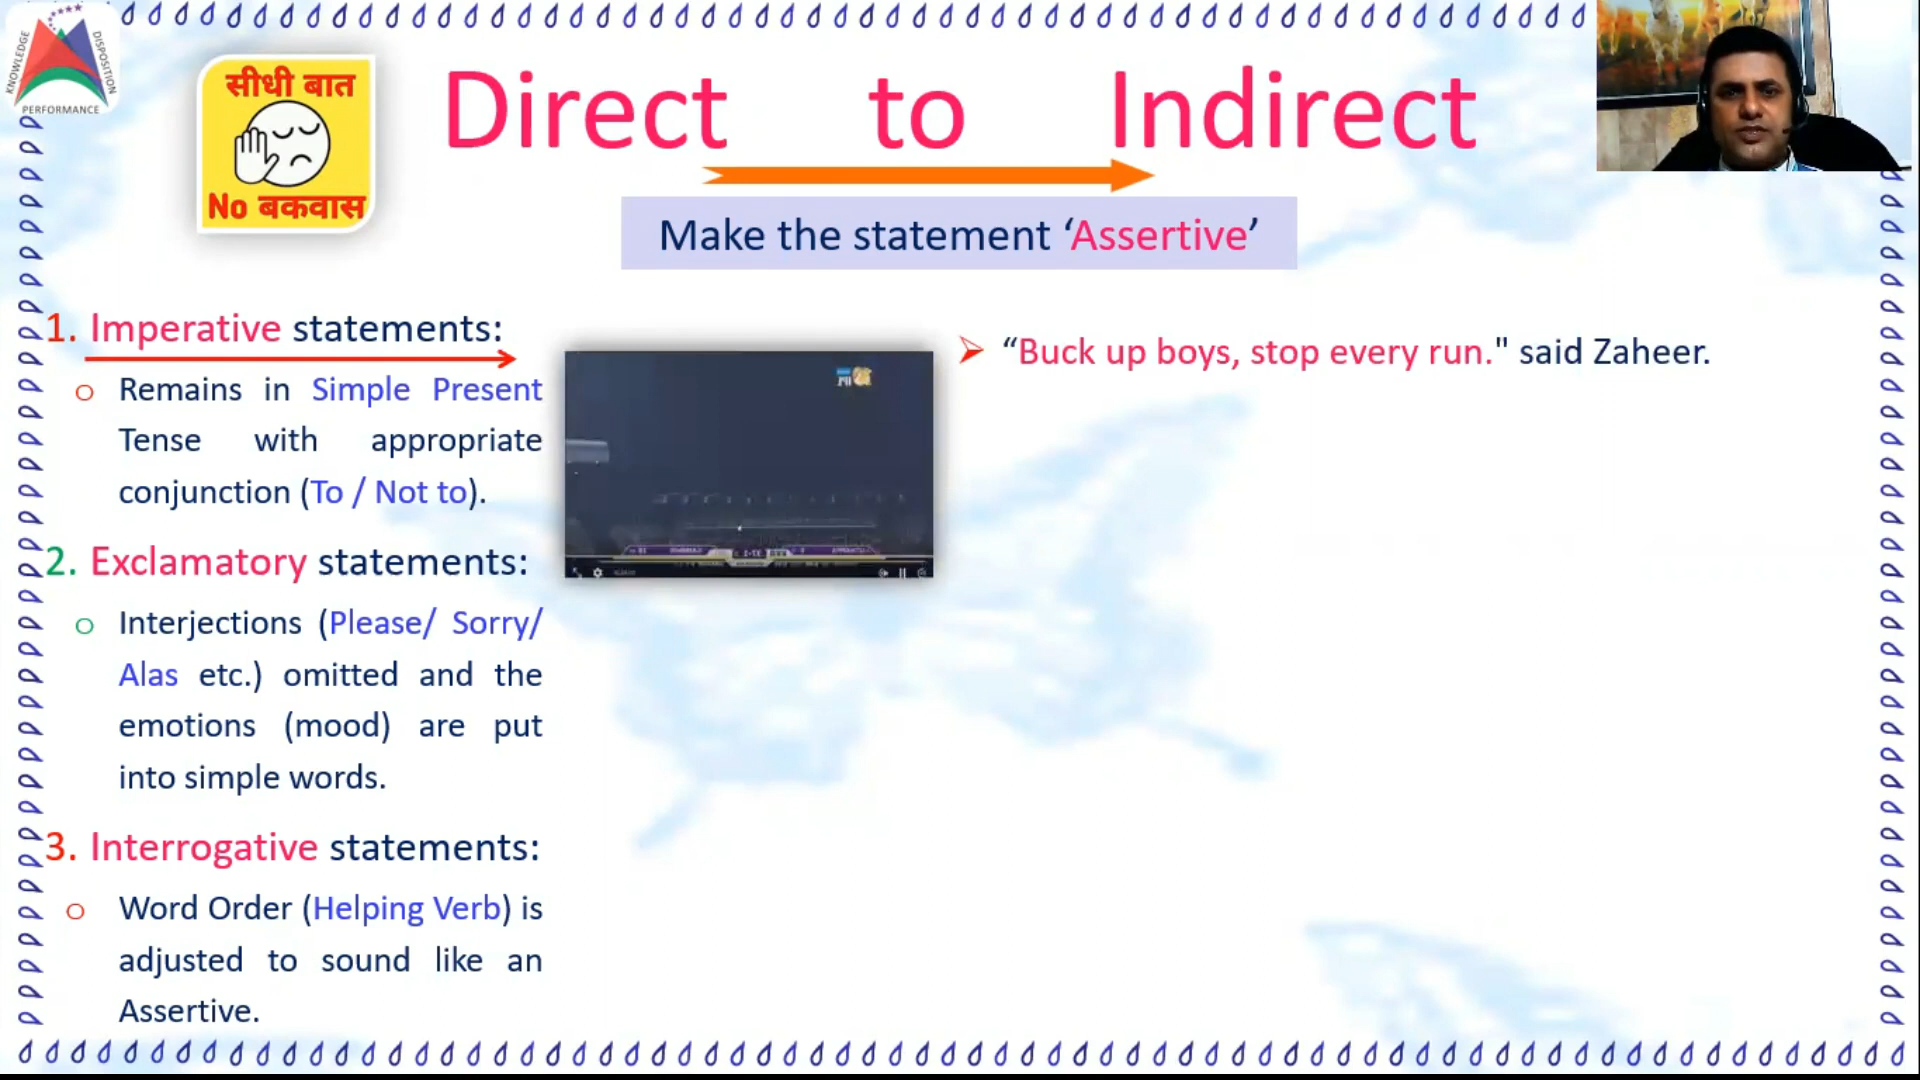 KNOWLEDGE
DISPOSITION
PERFORMANCE
सीधी बात
No बकवास
Direct to Indirect
Make the statement ‘Assertive’
1. Imperative statements:
o Remains in Simple Present
Tense with appropriate
conjunction (To / Not to).
2. Exclamatory statements:
o Interjections (Please/ Sorry/
Alas etc.) omitted and the
emotions (mood) are put
into simple words.
3. Interrogative statements:
o Word Order (Helping Verb) is
adjusted to sound like an
Assertive.
“Buck up boys, stop every run." said Zaheer.